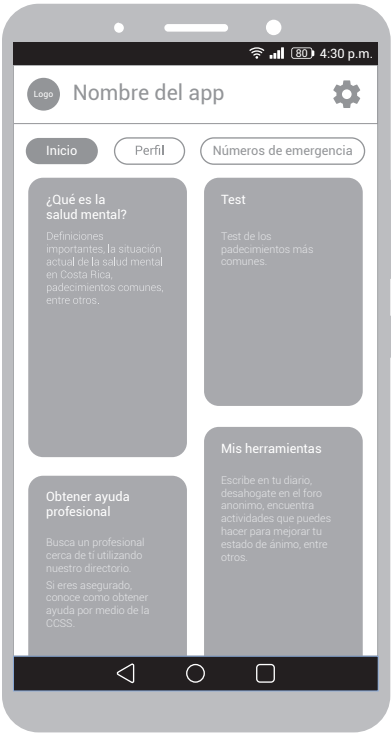 80 4:30 p.m.
Logo
Nombre del app
Inicio
Perfil
Números de emergencia
¿Qué es la
salud mental?
Definiciones
importantes, la situación
actual de la salud mental
en Costa Rica,
padecimientos comunes,
entre otros.
Test
Test de los
padecimientos más
comunes.
Obtener ayuda
profesional
Busca un profesional
cerca de ti utilizando
nuestro directorio.
Si eres asegurado,
conoce como obtener
ayuda por medio de la
CCSS.
Mis herramientas
Escribe en tu diario,
desahogate en el foro
anonimo, encuentra
actividades que puedes
hacer para mejorar tu
estado de ánimo, entre
otros.